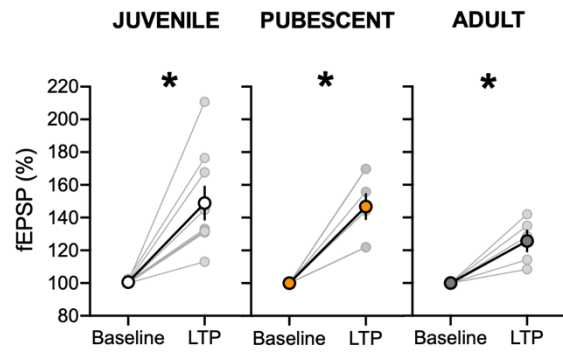 JUVENILE PUBESCENT ADULT
* * *
fEPSP (%)
220
200
180
160
140
120
100
80
Baseline LTP Baseline LTP Baseline LTP